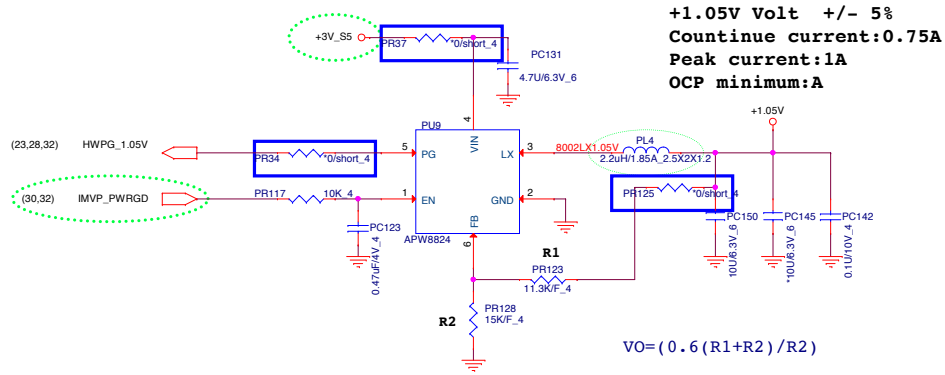 +1.05V Volt +/- 5%
Countinue current:0.75A
Peak current:1A
OCP minimum:A
+3V_S5
PR37
*0/short_4
PC131
4.7U/6.3V_6
+1.05V
PU9
4
VIN
(23,28,32)
HWPG_1.05V
PR34
*0/short_4
5
PG
LX
3
8002LX1.05V
PL4
2.2uH/1.85A_2.5X2X1.2
(30,32)
IMVP_PWRGD
PR117
10K_4
1
EN
GND
2
PR125
*0/short_4
PC123
0.47uF/4V_4
FB
APW8824
6
PC150
10U/6.3V_6
PC145
*10U/6.3V_6
PC142
0.1U/10V_4
R1
PR123
11.3K/F_4
R2
PR128
15K/F_4
VO=(0.6(R1+R2)/R2)